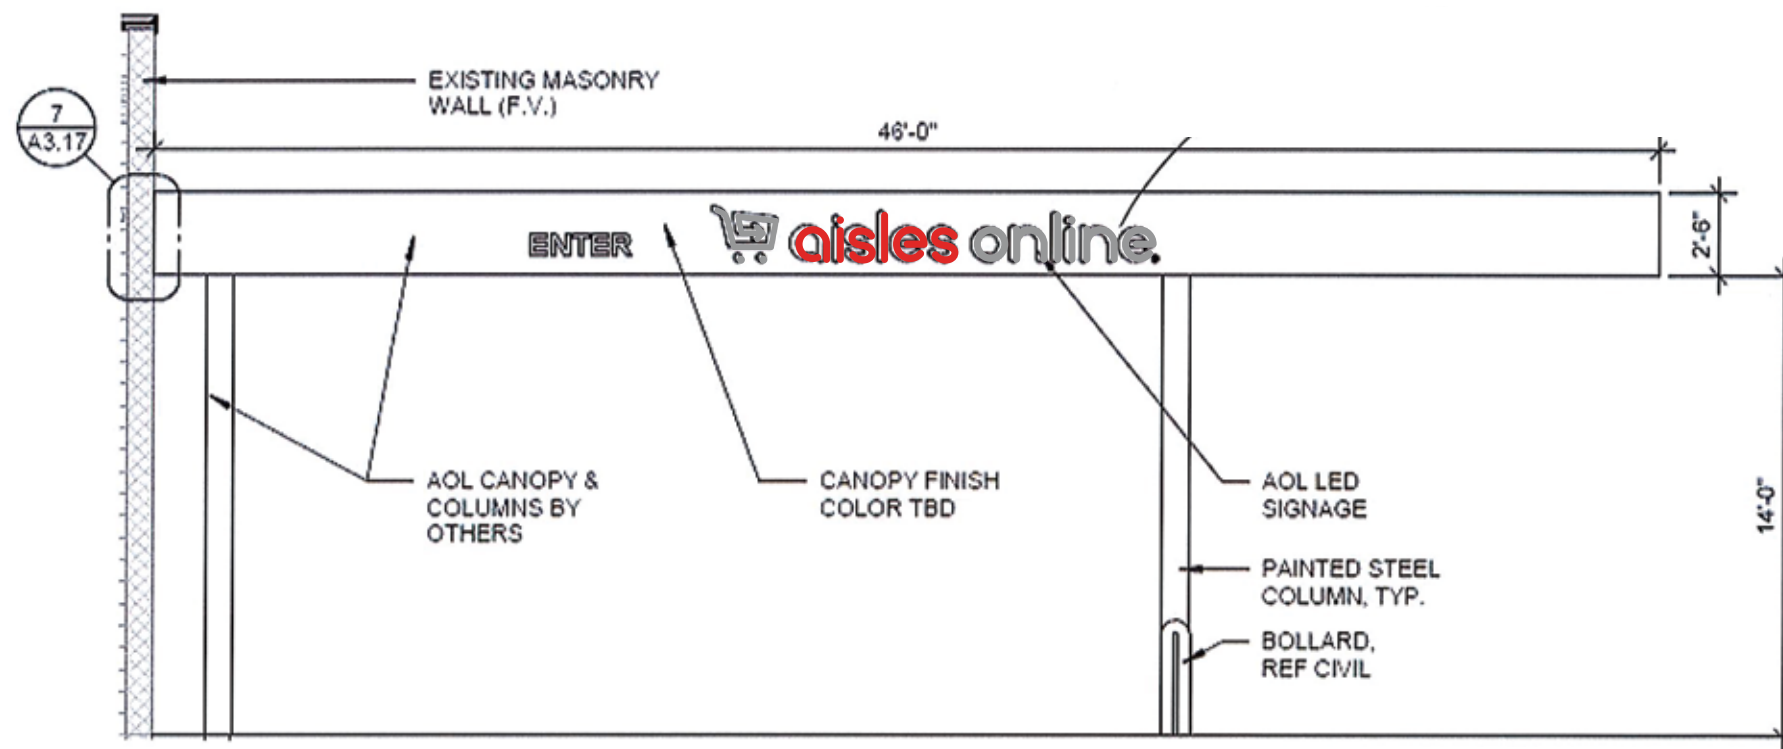 EXISTING MASONRY
WALL (F.V.)
7
A3.17
46'-0"
ENTER
aisles online.
2'-6"
AOL CANOPY &
COLUMNS BY
OTHERS
CANOPY FINISH
COLOR TBD
AOL LED
SIGNAGE
14'-0"
PAINTED STEEL
COLUMN, TYP.
BOLLARD,
REF CIVIL